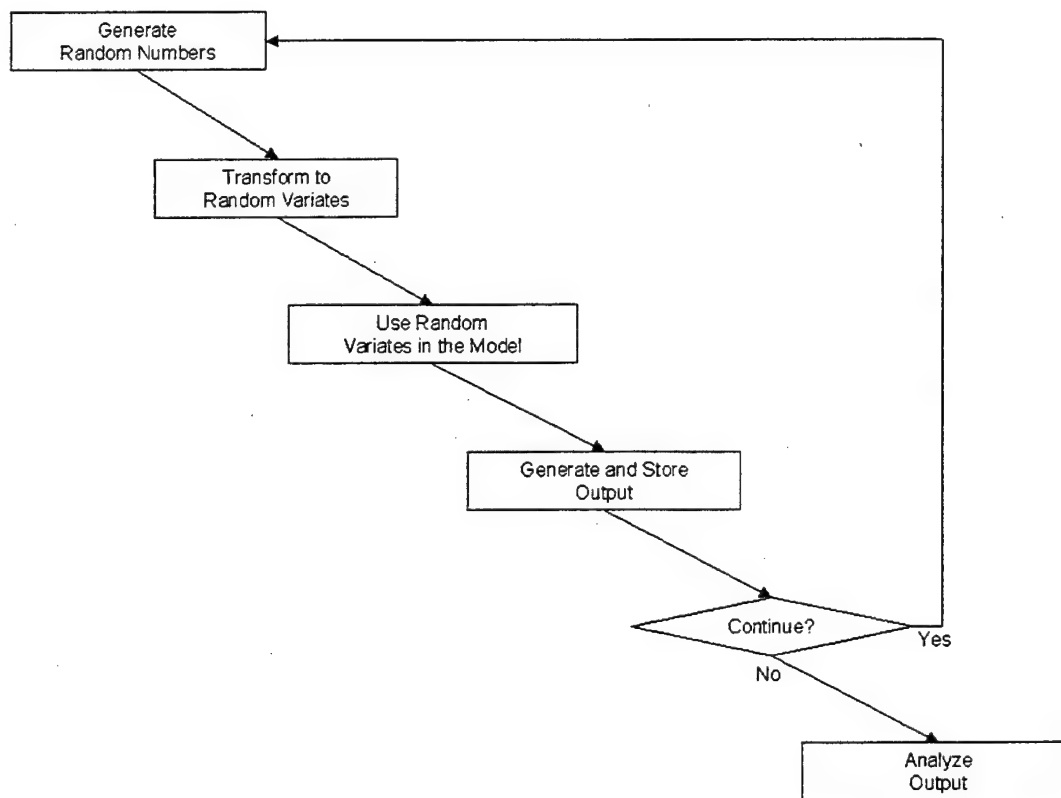 Generate
Random Numbers
Transform to
Random Variates
Use Random
Variates in the Model
Generate and Store
Output
Continue?
Yes
No
Analyze
Output